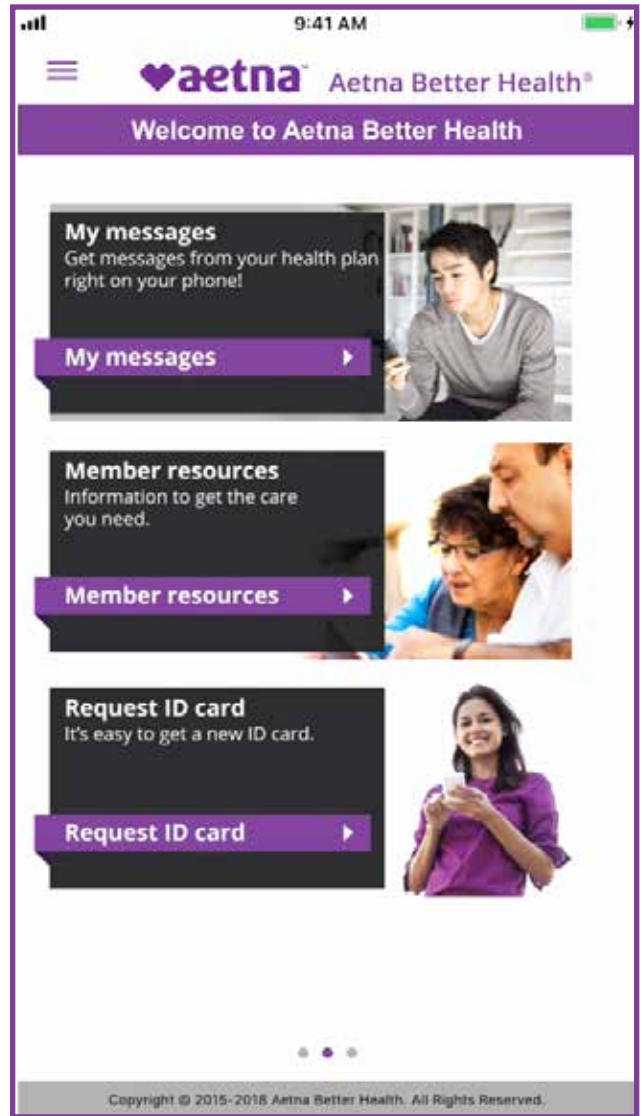 9:41 AM
aetna™ Aetna Better Health®
Welcome to Aetna Better Health
My messages
Get messages from your health plan
right on your phone!
My messages
Member resources
Information to get the care
you need.
Member resources
Request ID card
It's easy to get a new ID card.
Request ID card
Copyright © 2015-2018 Aetna Better Health. All Rights Reserved.